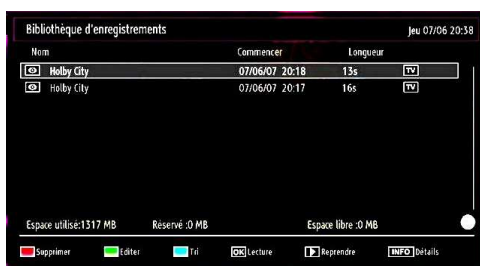 Bibliothèque d'enregistrements Jeu 07/06 20:38
Nom Commencer Longueur
Holby City 07/06/07 20:18 13s TV
Holby City 07/06/07 20:17 16s TV
Espace utilisé:1317 MB Réservé :0 MB Espace libre :0 MB
Supprimer Editer Tri OK Lecture Reprendre INFO Détails